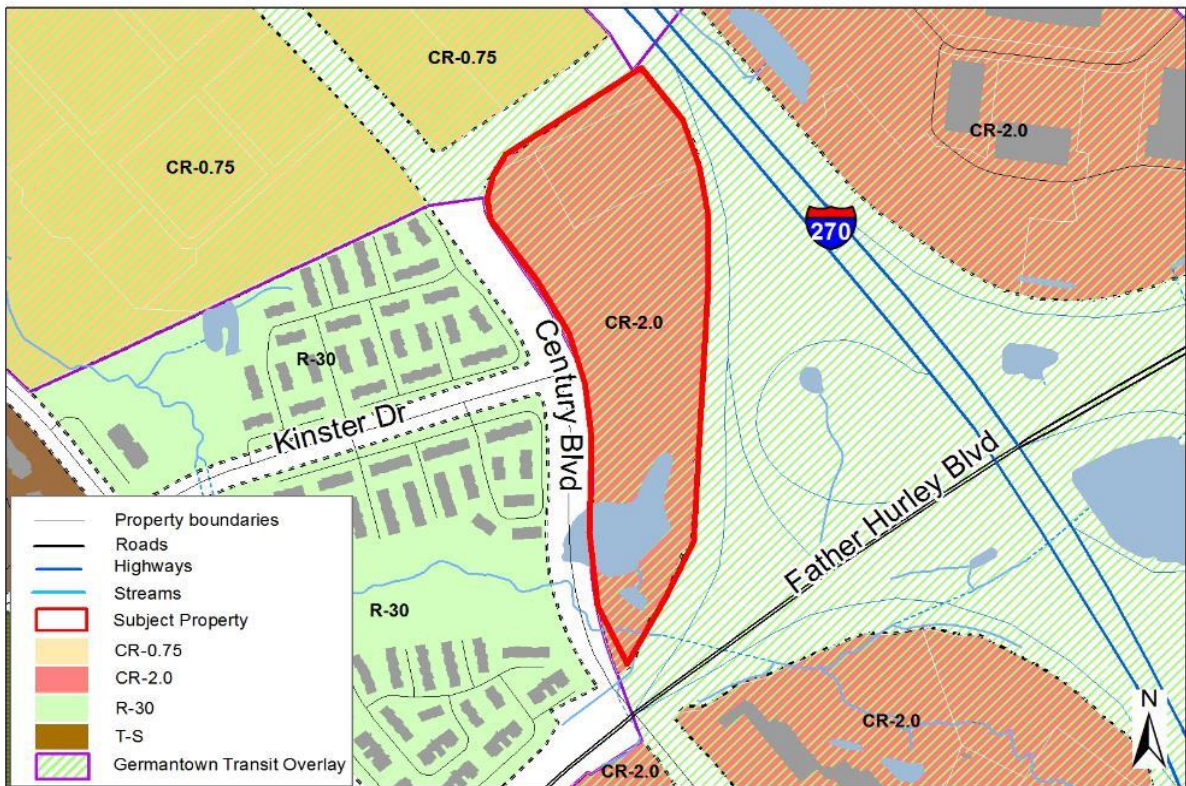 CR-0.75
CR-2.0
CR-0.75
270
CR-2.0
R-30
Century Blvd
Kinster Dr
Father Hurley Blvd
R-30
CR-2.0
CR-2.0
N
Property boundaries
Roads
Highways
Streams
Subject Property
CR-0.75
CR-2.0
R-30
T-S
Germantown Transit Overlay